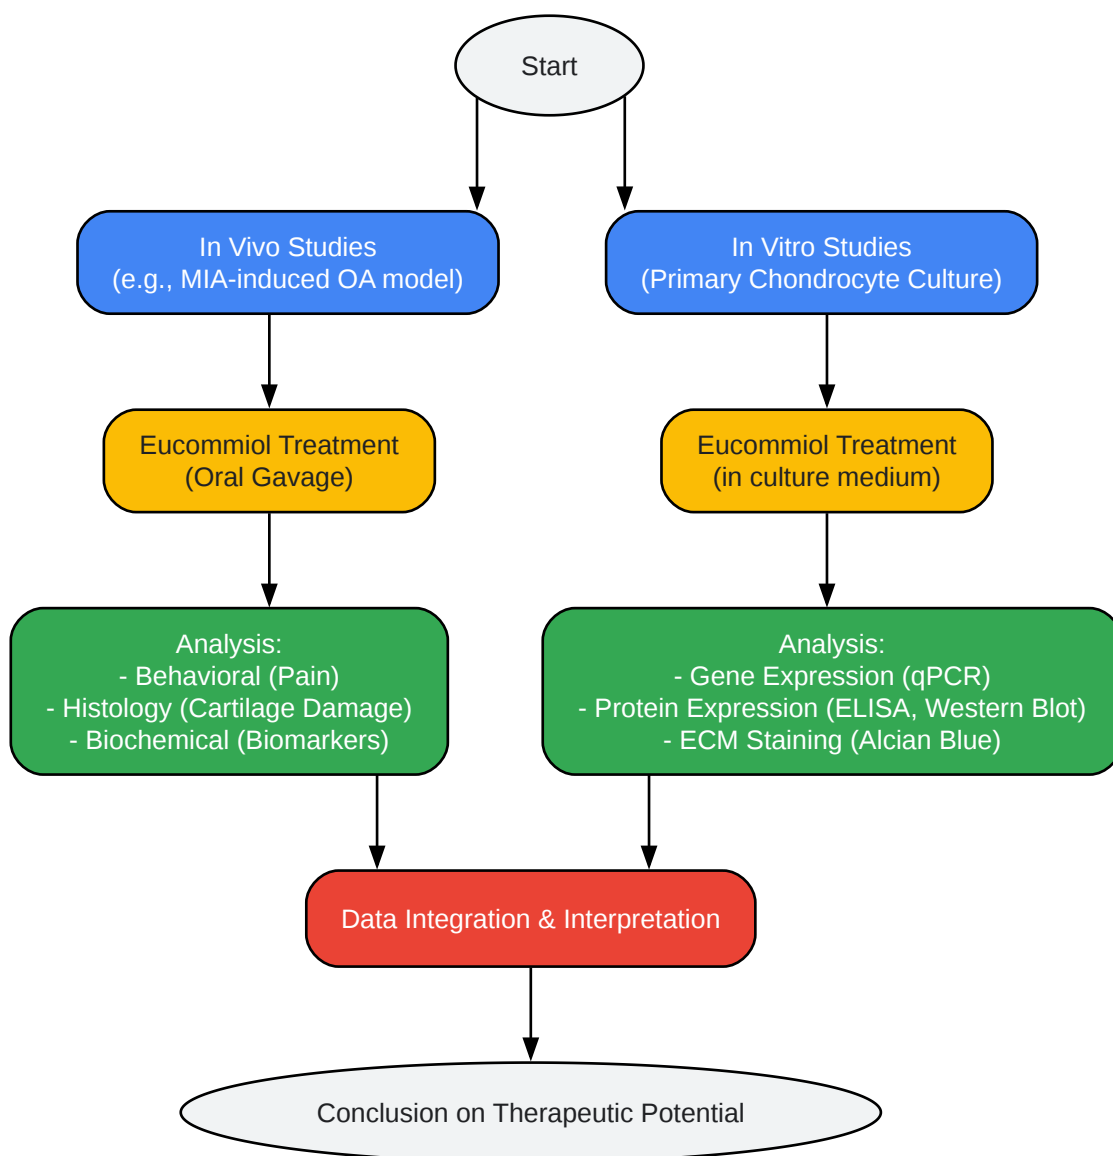 Start
In Vivo Studies
(e.g., MIA-induced OA model)
In Vitro Studies
(Primary Chondrocyte Culture)
Eucommiol Treatment
(Oral Gavage)
Eucommiol Treatment
(in culture medium)
Analysis:
- Behavioral (Pain)
- Histology (Cartilage Damage)
- Biochemical (Biomarkers)
Analysis:
- Gene Expression (qPCR)
- Protein Expression (ELISA, Western Blot)
- ECM Staining (Alcian Blue)
Data Integration & Interpretation
Conclusion on Therapeutic Potential